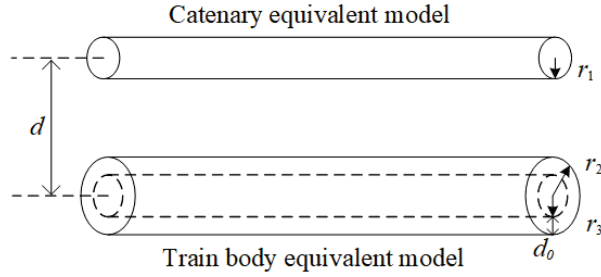 Catenary equivalent model
r1
d
r2
r3
d0
Train body equivalent model